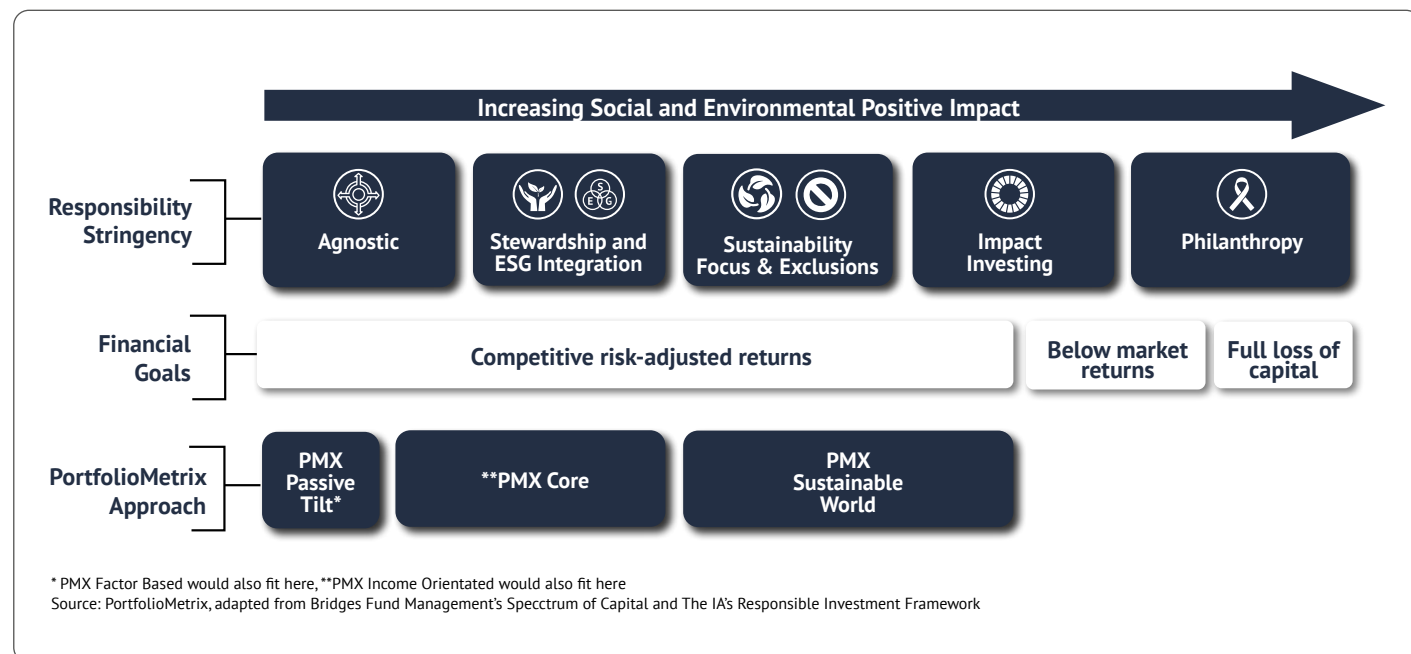 Increasing Social and Environmental Positive Impact
Responsibility
Stringency
Agnostic
S
E G
Stewardship and
ESG Integration
Sustainability
Focus & Exclusions
Impact
Investing
Philanthropy
Financial
Goals
Competitive risk-adjusted returns
Below market
returns
Full loss of
capital
PortfolioMetrix
Approach
PMX
Passive
Tilt*
**PMX Core
PMX
Sustainable
World
* PMX Factor Based would also fit here, **PMX Income Orientated would also fit here
Source: PortfolioMetrix, adapted from Bridges Fund Management’s Specctrum of Capital and The IA’s Responsible Investment Framework